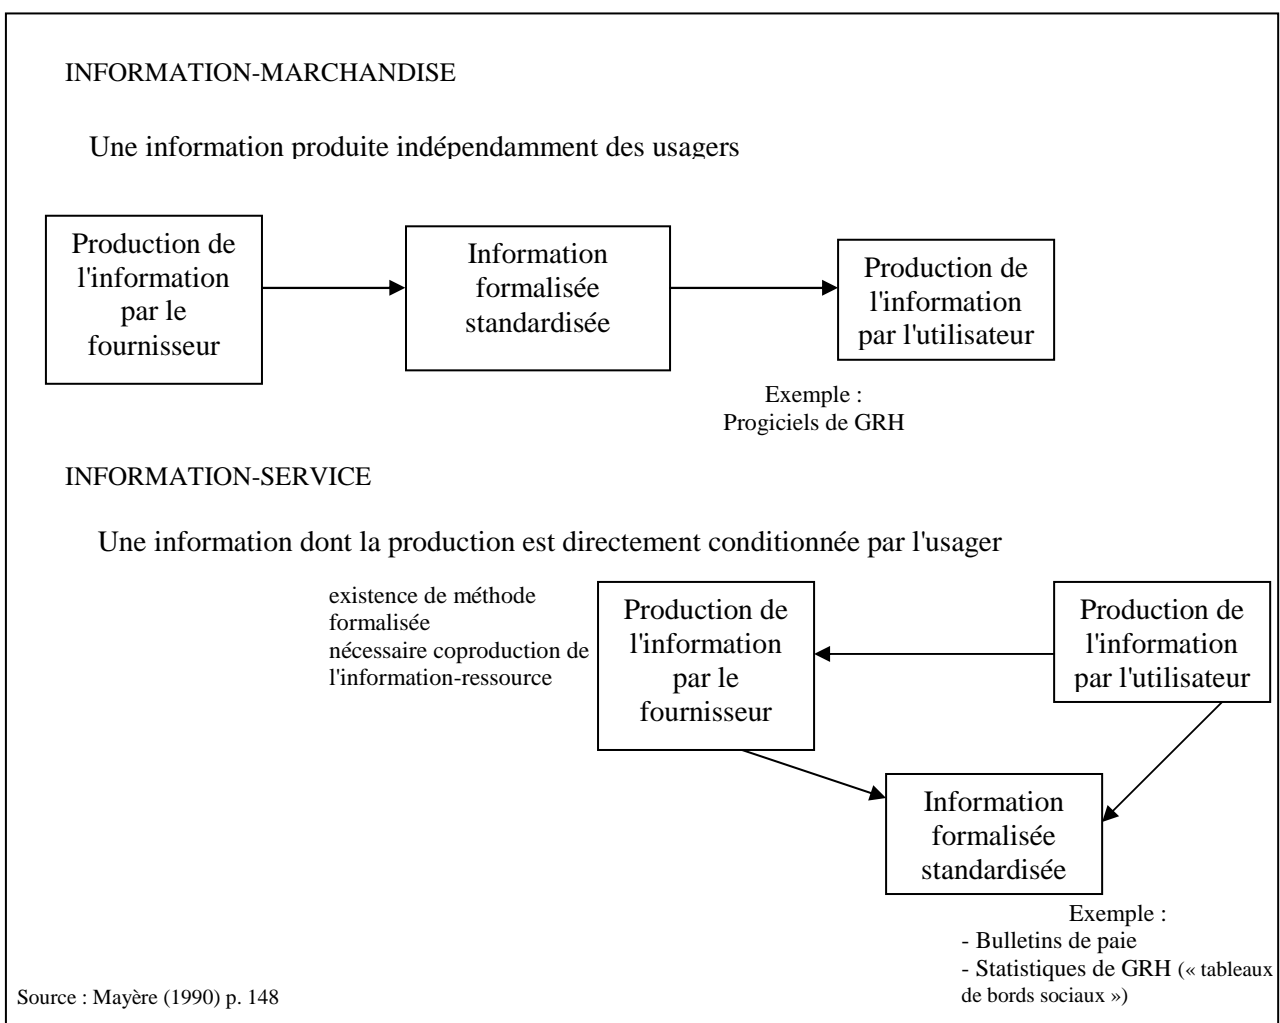 INFORMATION-MARCHANDISE
Une information produite indépendamment des usagers
Production de
l'information
par le
fournisseur
Information
formalisée
standardisée
Production de
l'information
par l'utilisateur
Exemple :
Progiciels de GRH
INFORMATION-SERVICE
Une information dont la production est directement conditionnée par l'usager
existence de méthode
formalisée
nécessaire coproduction de
l'information-ressource
Production de
l'information
par le
fournisseur
Production de
l'information
par l'utilisateur
Information
formalisée
standardisée
Exemple :
- Bulletins de paie
- Statistiques de GRH (« tableaux
de bords sociaux »)
Source : Mayère (1990) p. 148